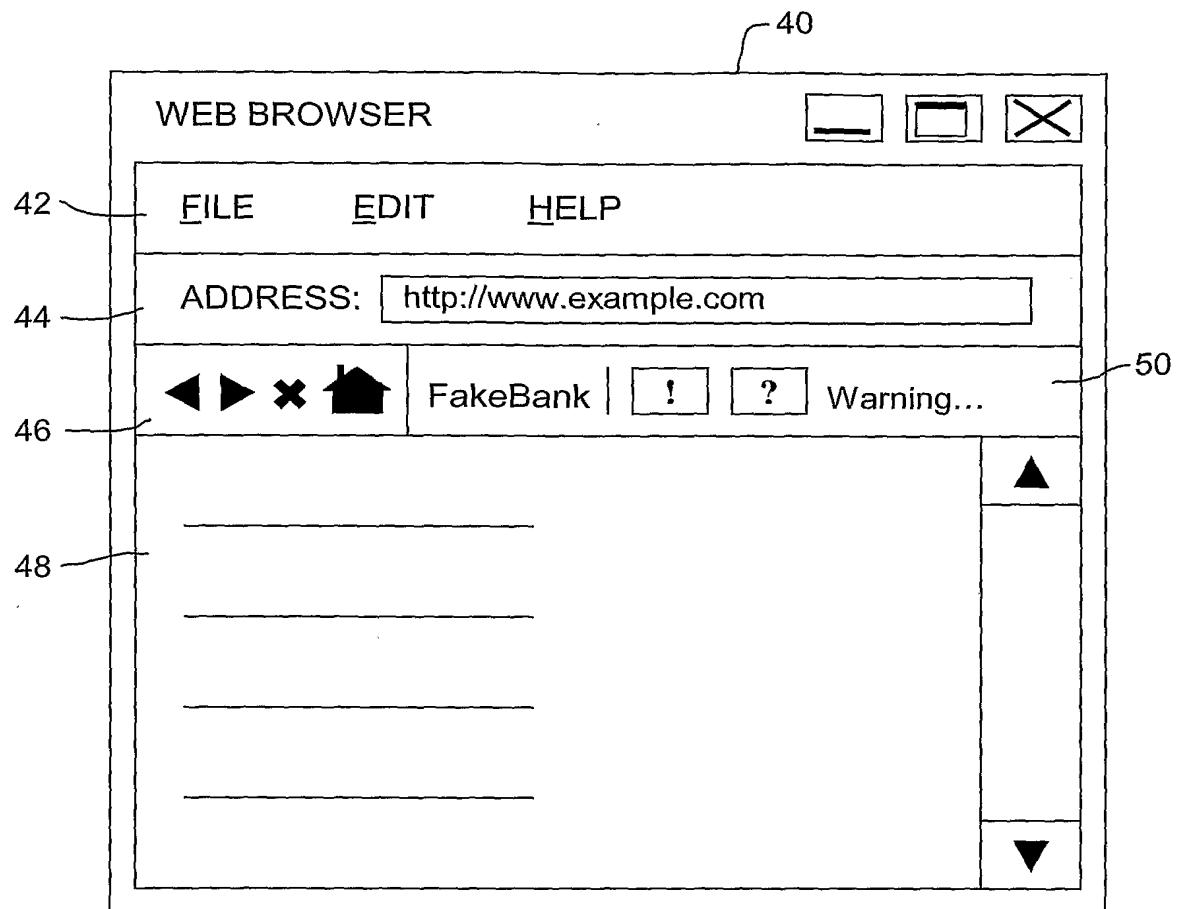 40
WEB BROWSER
42
FILE EDIT HELP
44
ADDRESS: http://www.example.com
46
FakeBank | ! ? Warning...
50
48